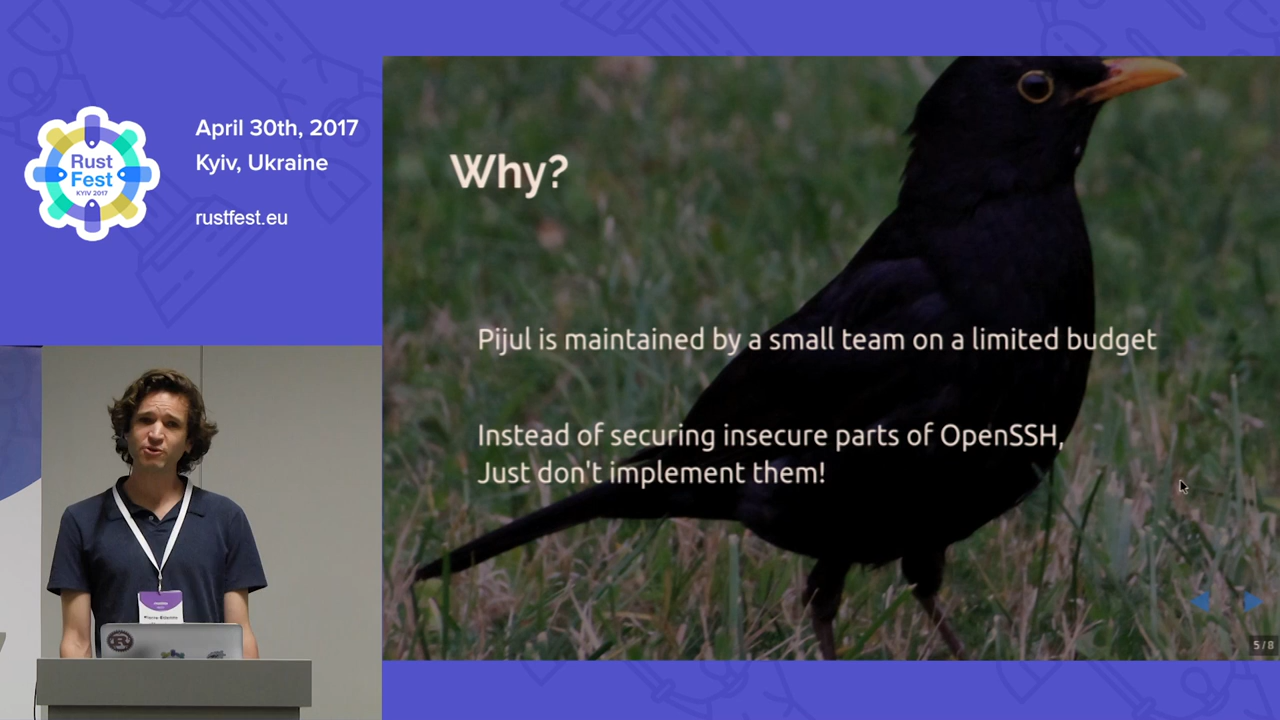 April 30th, 2017
Kyiv, Ukraine
rustfest.eu
Rust
Fest
KYIV 2017
Why?
Pijul is maintained by a small team on a limited budget
Instead of securing insecure parts of OpenSSH,
Just don't implement them!
5 / 8
R